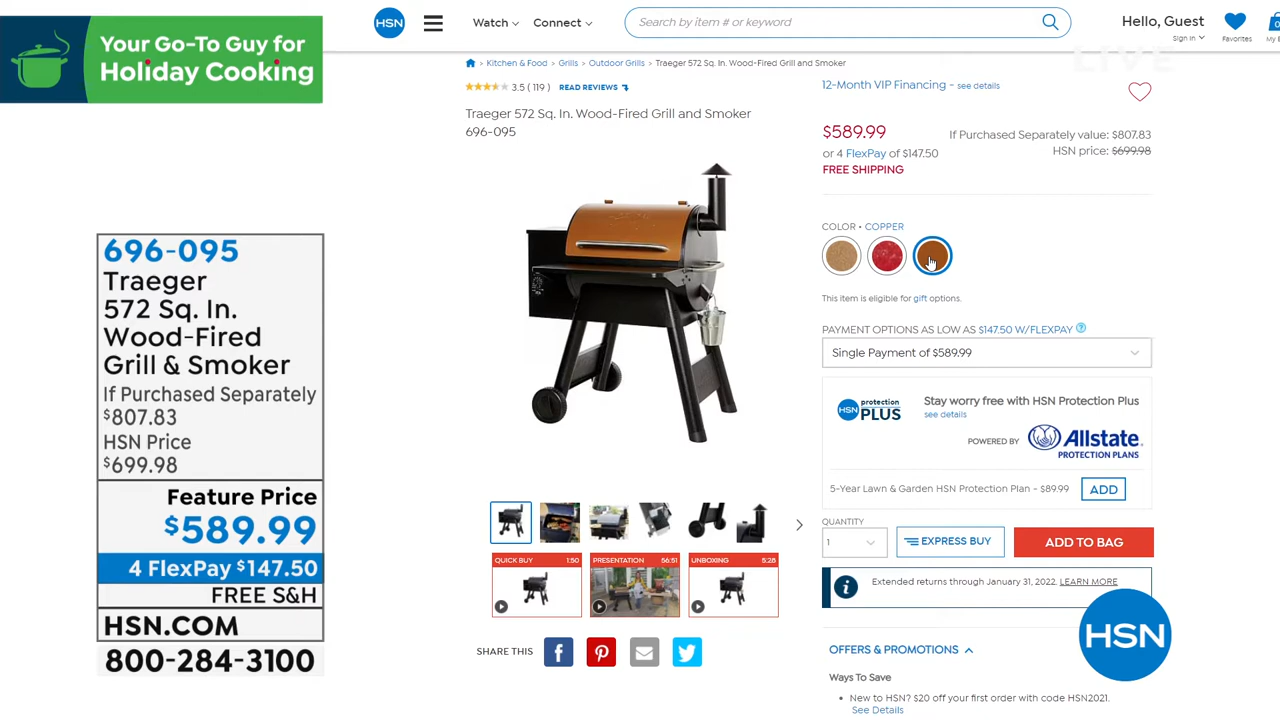 Your Go-To Guy for
Holiday Cooking
696-095
Traeger
572 Sq. In.
Wood-Fired
Grill & Smoker
If Purchased Separately
$807.83
HSN Price
$699.98
Feature Price
$589.99
4 FlexPay $147.50
FREE S&H
HSN.COM
800-284-3100
HSN
Watch
Connect
Search by item # or keyword
Hello, Guest
Sign In
Favorites
LIVE
> Kitchen & Food > Grills > Outdoor Grills > Traeger 572 Sq. In. Wood-Fired Grill and Smoker
3.5 ( 119 ) READ REVIEWS
Traeger 572 Sq. In. Wood-Fired Grill and Smoker
696-095
QUICK BUY 1:50
PRESENTATION 56:51
UNBOXING 5:28
SHARE THIS
12-Month VIP Financing - see details
$589.99
If Purchased Separately value: $807.83
or 4 FlexPay of $147.50
HSN price: $699.98
FREE SHIPPING
COLOR • COPPER
This item is eligible for gift options.
PAYMENT OPTIONS AS LOW AS $147.50 W/FLEXPAY ?
Single Payment of $589.99
HSN protection PLUS
Stay worry free with HSN Protection Plus
see details
POWERED BY Allstate.
PROTECTION PLANS
5-Year Lawn & Garden HSN Protection Plan - $89.99 ADD
QUANTITY
1
EXPRESS BUY
ADD TO BAG
i Extended returns through January 31, 2022. LEARN MORE
HSN
OFFERS & PROMOTIONS
Ways To Save
• New to HSN? $20 off your first order with code HSN2021.
See Details